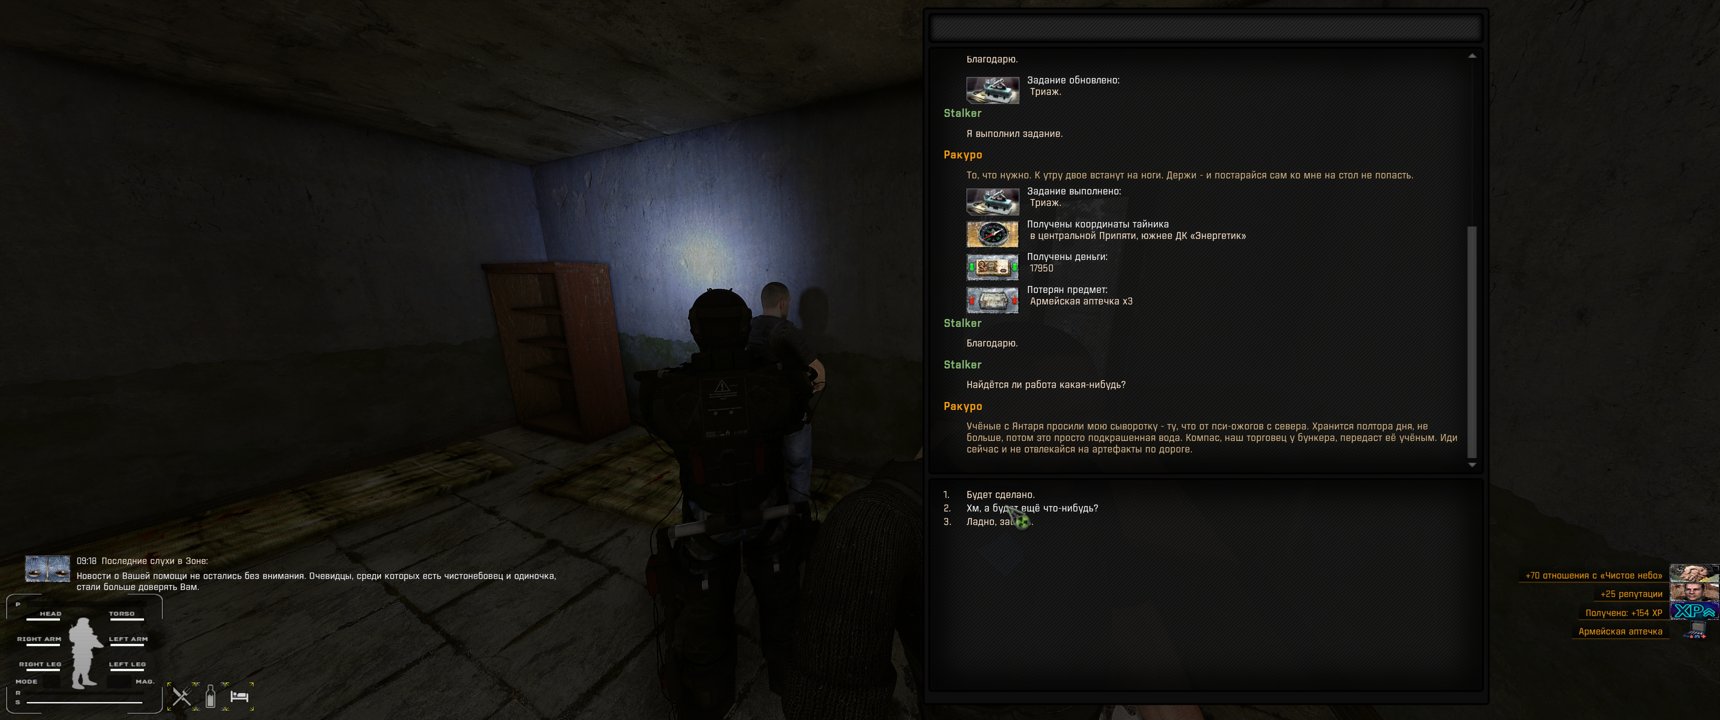 Благодарю.
Задание обновлено:
Триаж.
Stalker
Я выполнил задание.
Ракуро
То, что нужно. К утру двое встанут на ноги. Держи - и постарайся сам ко мне на стол не попасть.
Задание выполнено:
Триаж.
Получены координаты тайника
в центральной Припяти, южнее ДК «Энергетик»
Получены деньги:
17950
Потерян предмет:
Армейская аптечка x3
Stalker
Благодарю.
Stalker
Найдётся ли работа какая-нибудь?
Ракуро
Учёные с Янтаря просили мою сыворотку - ту, что от пси-ожогов с севера. Хранится полтора дня, не
больше, потом это просто подкрашенная вода. Компас, наш торговец у бункера, передаст её учёным. Иди
сейчас и не отвлекайся на артефакты по дороге.
1. Будет сделано.
2. Хм, а будет ещё что-нибудь?
3. Ладно,
09:18 Последние слухи в Зоне:
Новости о Вашей помощи не остались без внимания. Очевидцы, среди которых есть чистонебовец и одиночка,
стали больше доверять Вам.
P
HEAD TORSO
RIGHT ARM LEFT ARM
RIGHT LEG LEFT LEG
MODE MAG.
R
S
+70 отношения с «Чистое небо»
+25 репутации
Получено: +154 XP
XP
Армейская аптечка